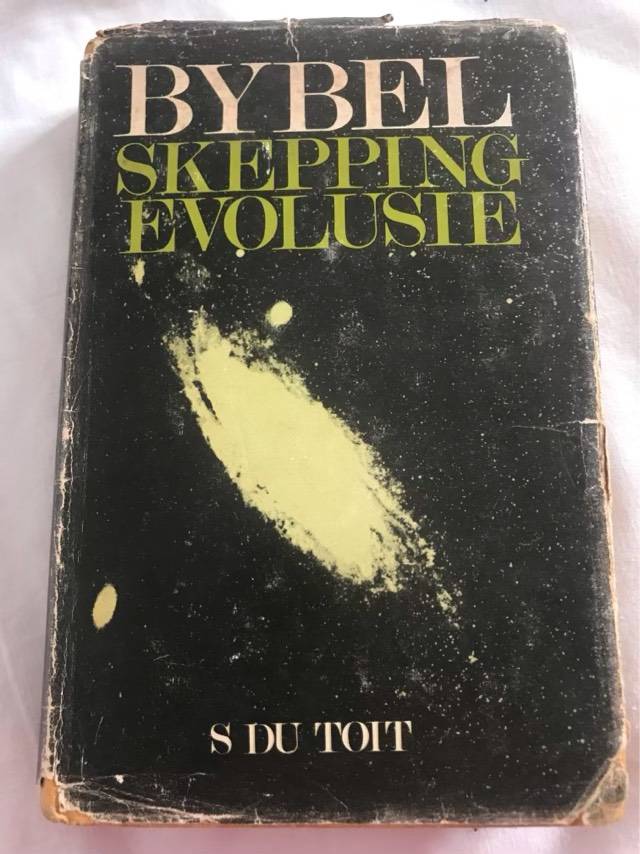 BYBEL
SKEPPING
EVOLUSIE
S DU TOIT